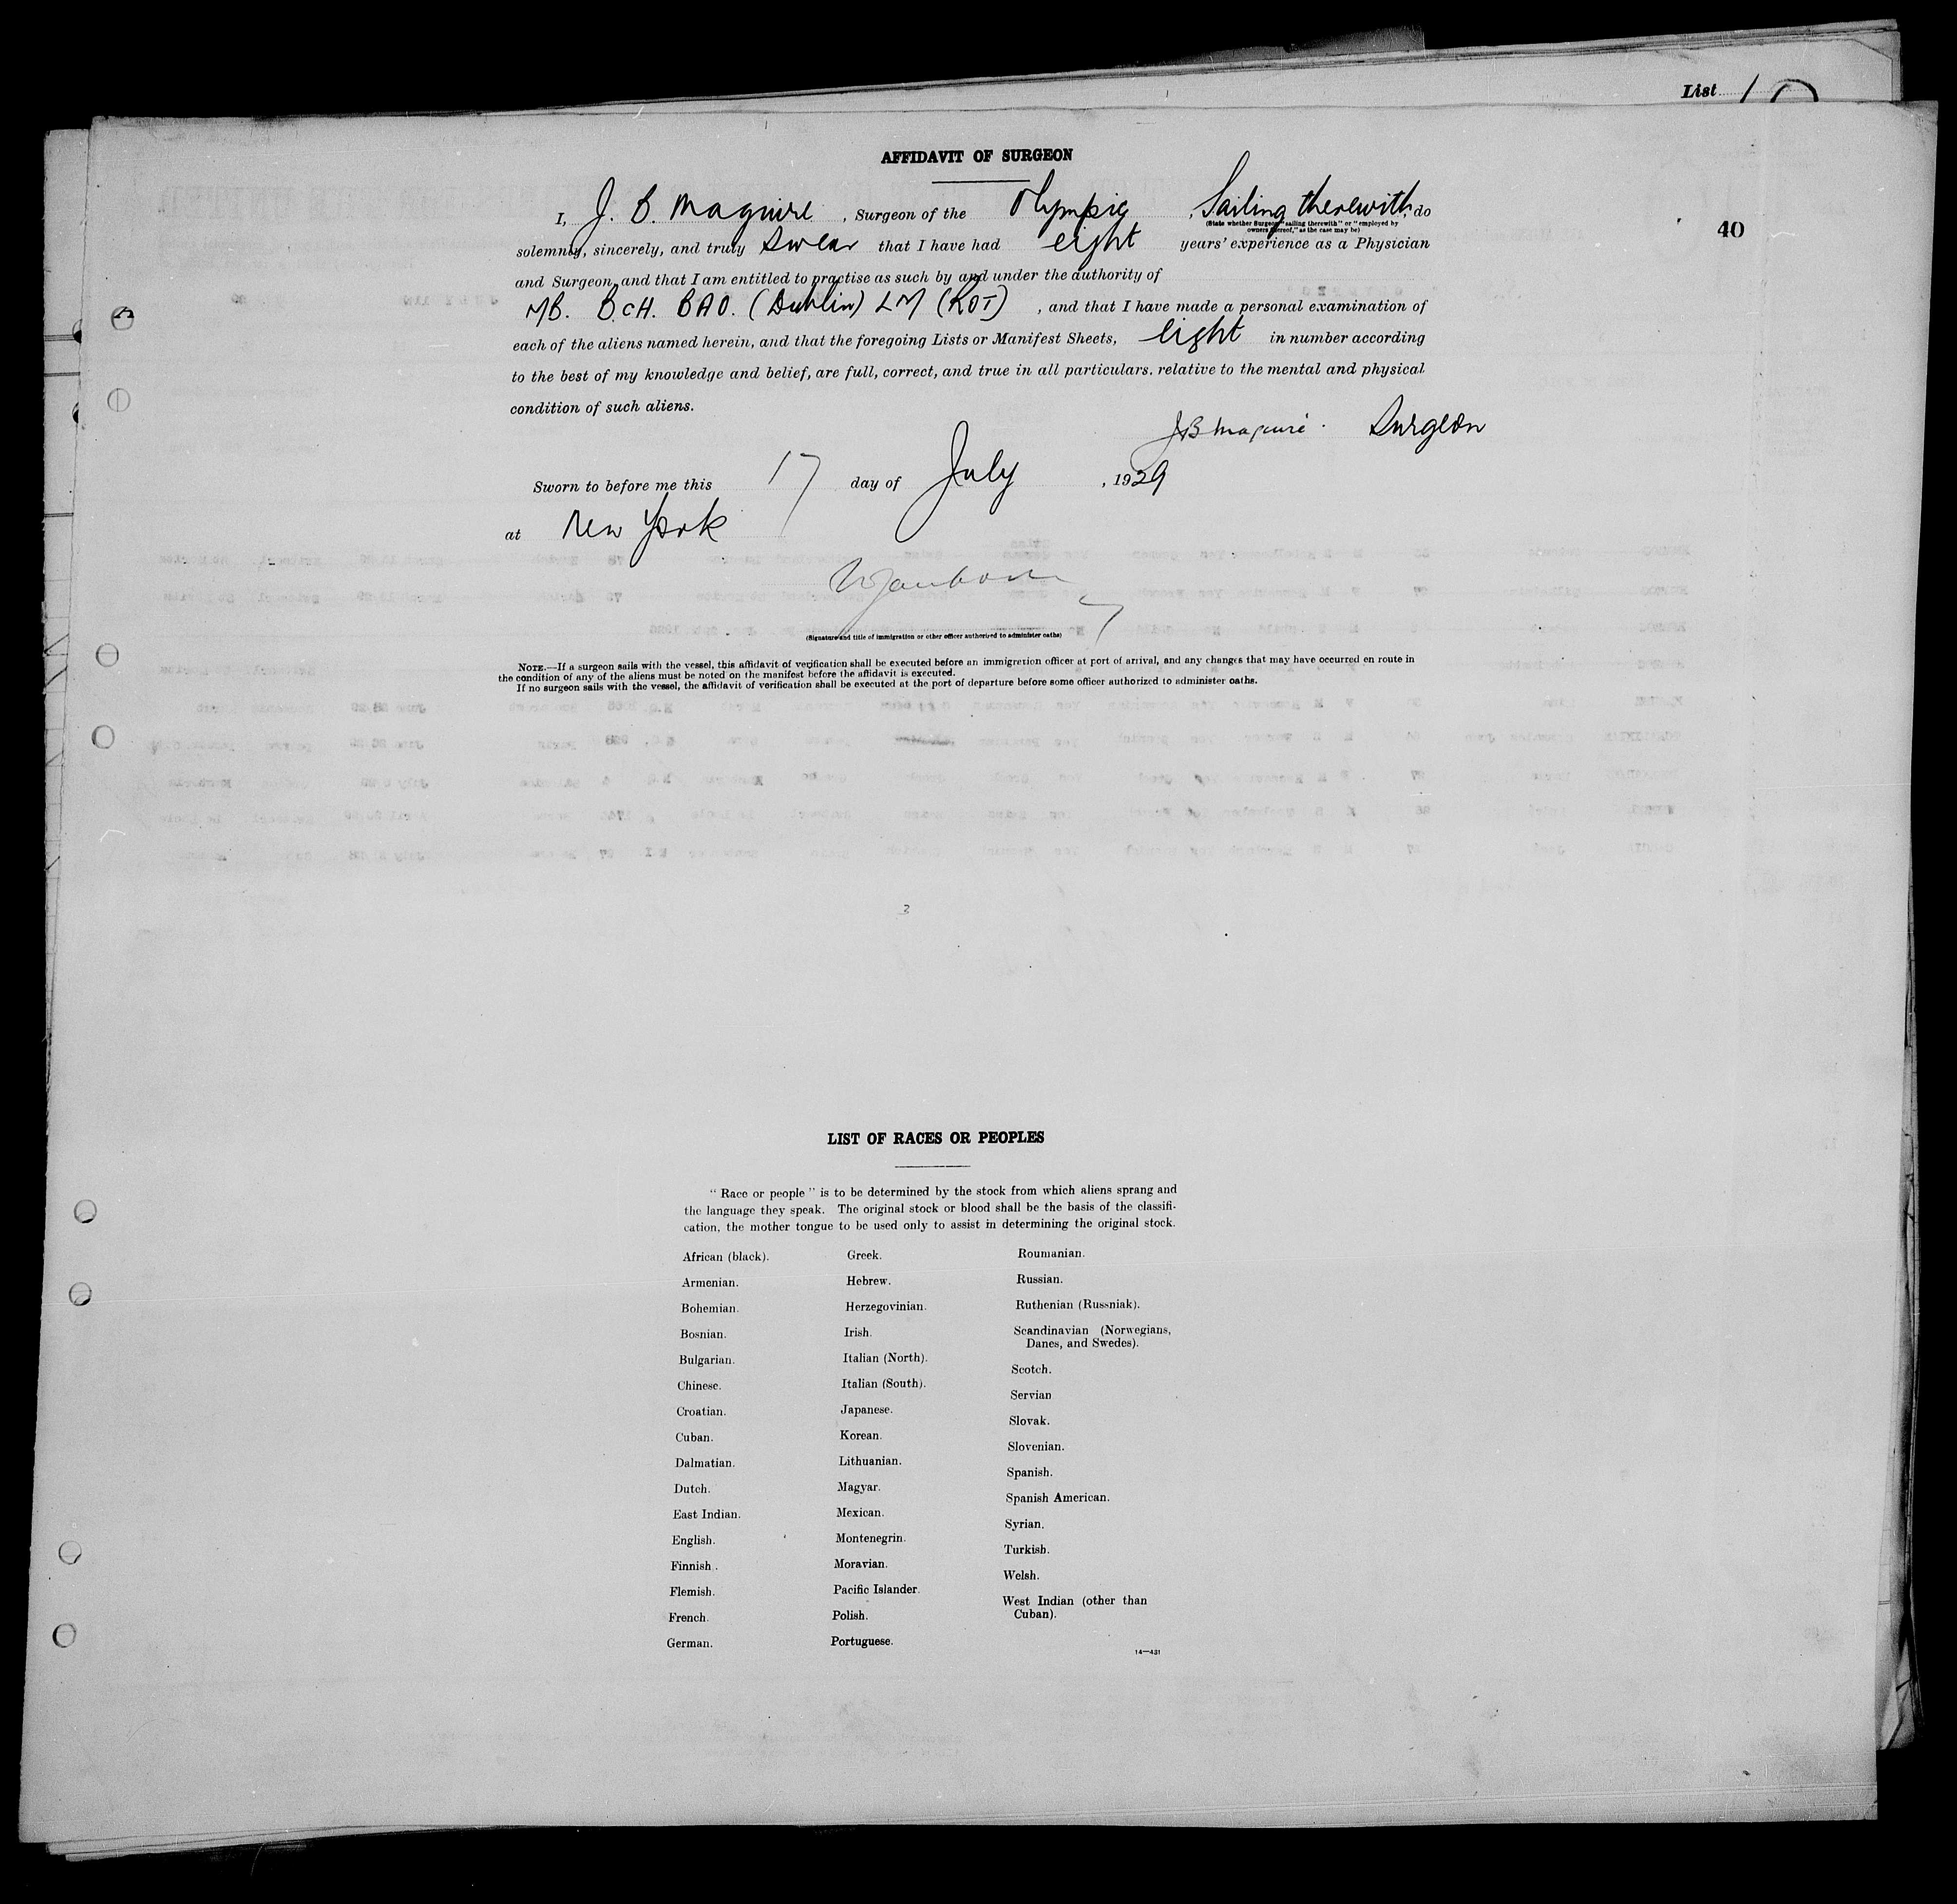 List 1
AFFIDAVIT OF SURGEON
40
I, J. B. Maguire, Surgeon of the Olympic, Sailing therewith, do
(State whether Surgeon "sailing therewith" or "employed by
owners thereof," as the case may be)
solemnly, sincerely, and truly swear that I have had eight years' experience as a Physician
and Surgeon, and that I am entitled to practise as such by and under the authority of
MB. B.cH. BAO. (Dublin) LM (ROT), and that I have made a personal examination of
each of the aliens named herein, and that the foregoing Lists or Manifest Sheets, eight in number according
to the best of my knowledge and belief, are full, correct, and true in all particulars. relative to the mental and physical
condition of such aliens.
JB Maguire. Surgeon
Sworn to before me this 17 day of July, 1929
at New York
(Signature and title of immigration or other officer authorized to administer oaths)
NOTE.—If a surgeon sails with the vessel, this affidavit of verification shall be executed before an immigration officer at port of arrival, and any changes that may have occurred en route in
the condition of any of the aliens must be noted on the manifest before the affidavit is executed.
If no surgeon sails with the vessel, the affidavit of verification shall be executed at the port of departure before some officer authorized to administer oaths.
2
LIST OF RACES OR PEOPLES
"Race or people" is to be determined by the stock from which aliens sprang and
the language they speak. The original stock or blood shall be the basis of the classifi-
cation, the mother tongue to be used only to assist in determining the original stock.
African (black).
Armenian.
Bohemian.
Bosnian.
Bulgarian.
Chinese.
Croatian.
Cuban.
Dalmatian.
Dutch.
East Indian.
English.
Finnish.
Flemish.
French.
German.
Greek.
Hebrew.
Herzegovinian.
Irish.
Italian (North).
Italian (South).
Japanese.
Korean.
Lithuanian.
Magyar.
Mexican.
Montenegrin.
Moravian.
Pacific Islander.
Polish.
Portuguese.
Roumanian.
Russian.
Ruthenian (Russniak).
Scandinavian (Norwegians,
Danes, and Swedes).
Scotch.
Servian
Slovak.
Slovenian.
Spanish.
Spanish American.
Syrian.
Turkish.
Welsh.
West Indian (other than
Cuban).
14—431